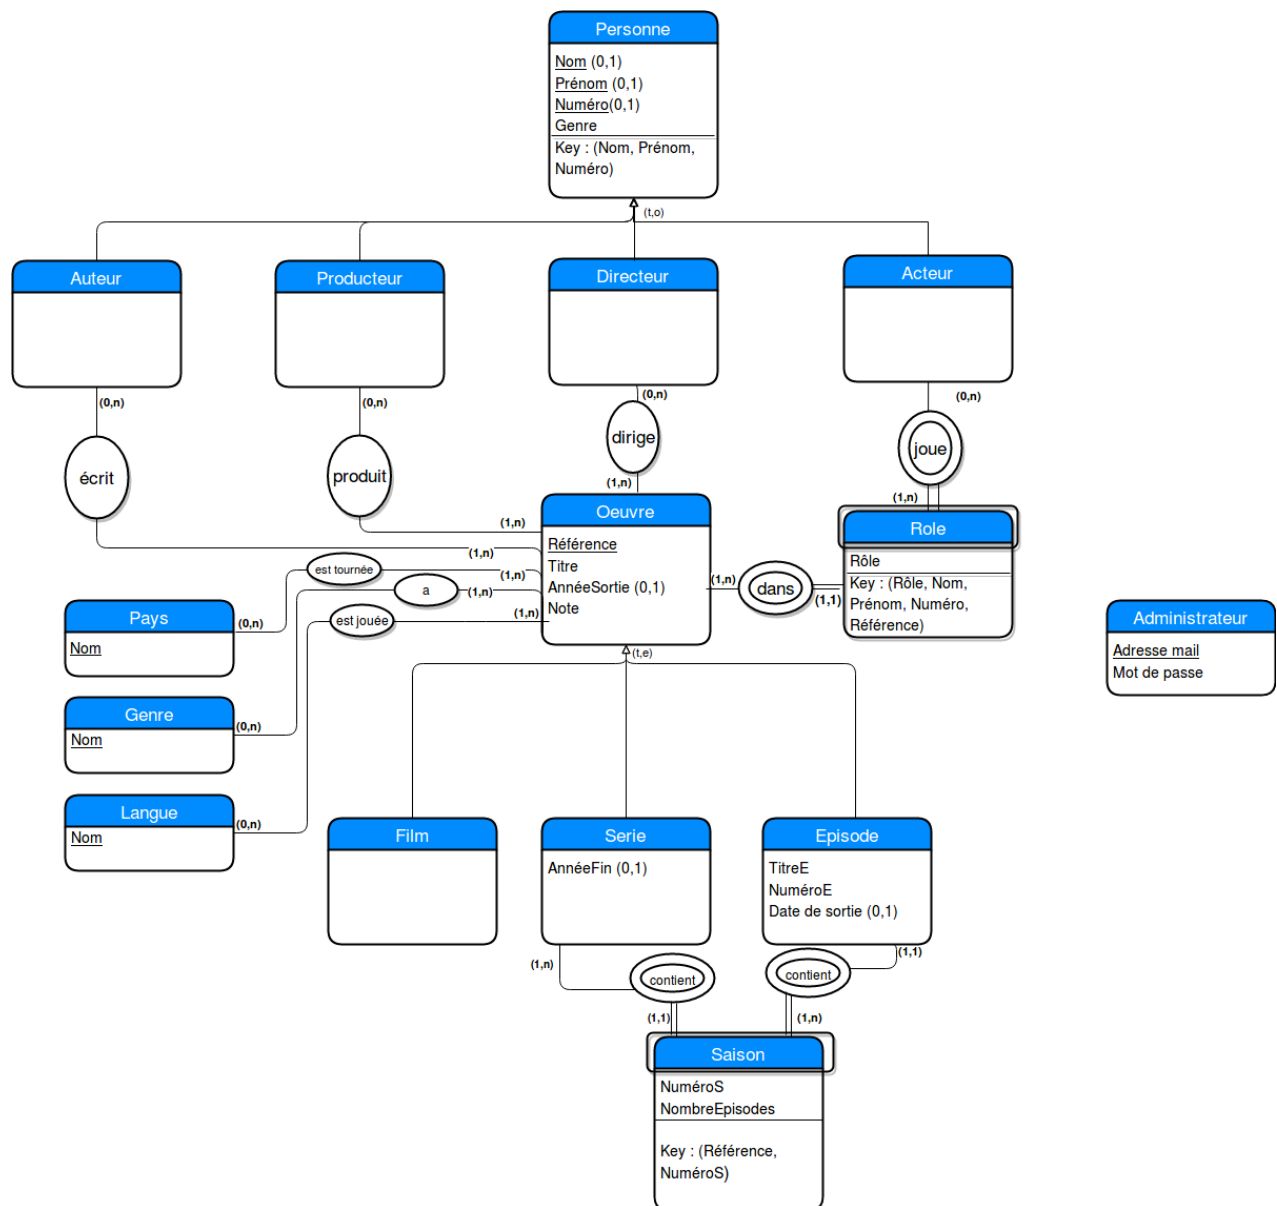 Personne
Nom (0,1)
Prénom (0,1)
Numéro(0,1)
Genre
Key : (Nom, Prénom,
Numéro)
(t,o)
Auteur
Producteur
Directeur
Acteur
(0,n)
(0,n)
(0,n)
(0,n)
écrit
produit
dirige
joue
(1,n)
(1,n)
(1,n)
(1,n)
Oeuvre
Référence
Titre
AnnéeSortie (0,1)
Note
Role
Rôle
Key : (Rôle, Nom,
Prénom, Numéro,
Référence)
est tournée
(1,n)
a
(1,n)
est jouée
(1,n)
(1,n)
dans
(1,1)
Pays
Nom
(0,n)
Genre
Nom
(0,n)
Langue
Nom
(0,n)
Administrateur
Adresse mail
Mot de passe
(t,e)
Film
Serie
AnnéeFin (0,1)
Episode
TitreE
NuméroE
Date de sortie (0,1)
(1,n)
contient
(1,1)
contient
(1,1)
(1,n)
Saison
NuméroS
NombreEpisodes
Key : (Référence,
NuméroS)